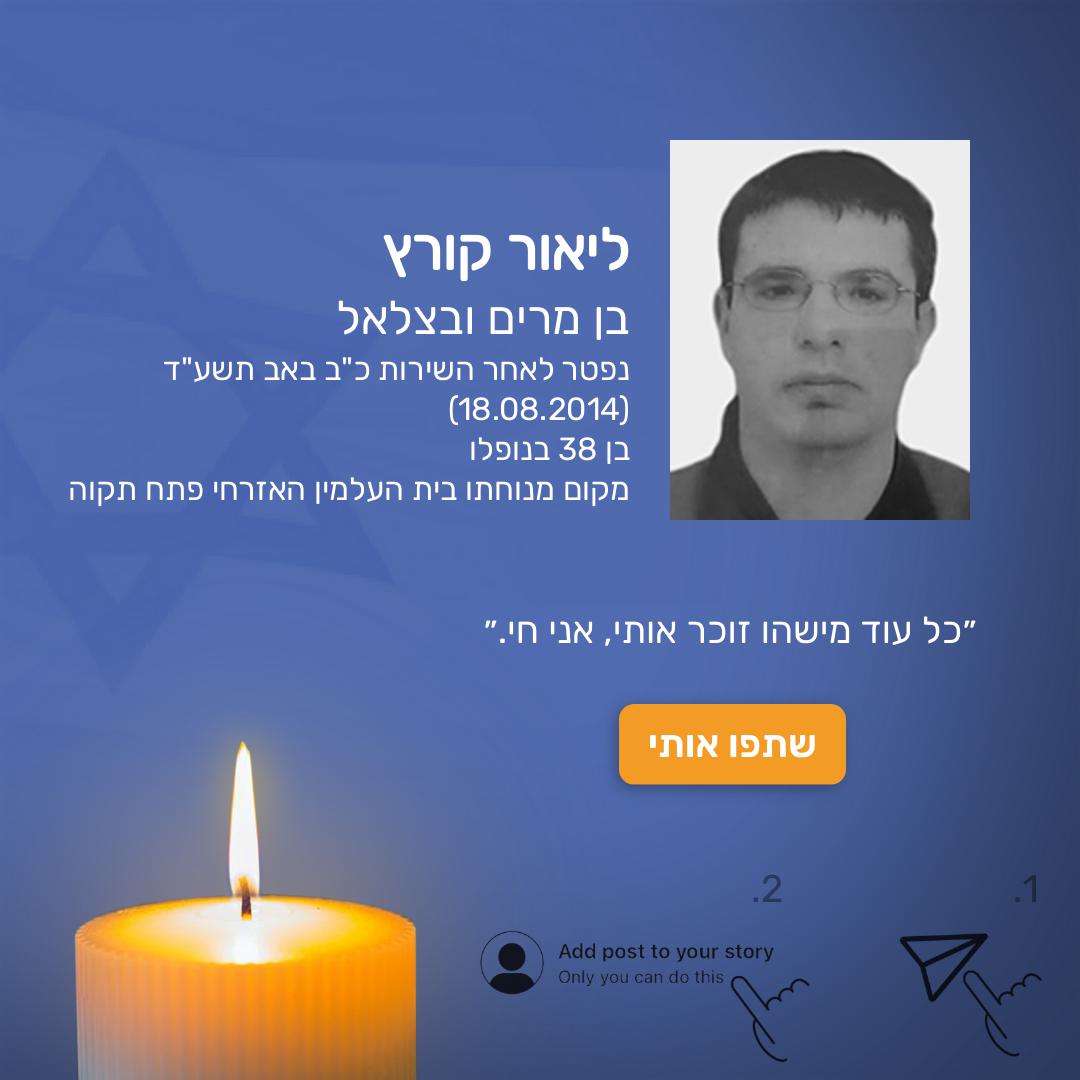 ליאור קורץ
בן מרים ובצלאל
נפטר לאחר השירות כ"ב באב תשע"ד
(18.08.2014)
בן 38 בנופלו
מקום מנוחתו בית העלמין האזרחי פתח תקוה
״כל עוד מישהו זוכר אותי, אני חי.״
שתפו אותי
.1
.2
Add post to your story
Only you can do this